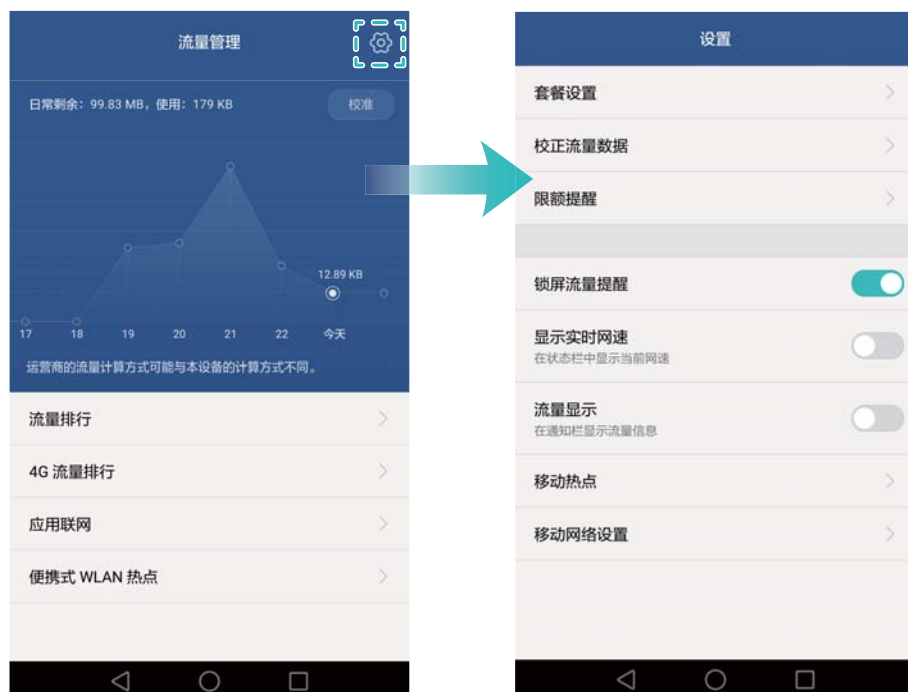 流量管理
日常剩余：99.83 MB，使用：179 KB
校准
12.89 KB
17 18 19 20 21 22 今天
运营商的流量计算方式可能与本设备的计算方式不同。
流量排行
4G 流量排行
应用联网
便携式 WLAN 热点
设置
套餐设置
校正流量数据
限额提醒
锁屏流量提醒
显示实时网速
在状态栏中显示当前网速
流量显示
在通知栏显示流量信息
移动热点
移动网络设置